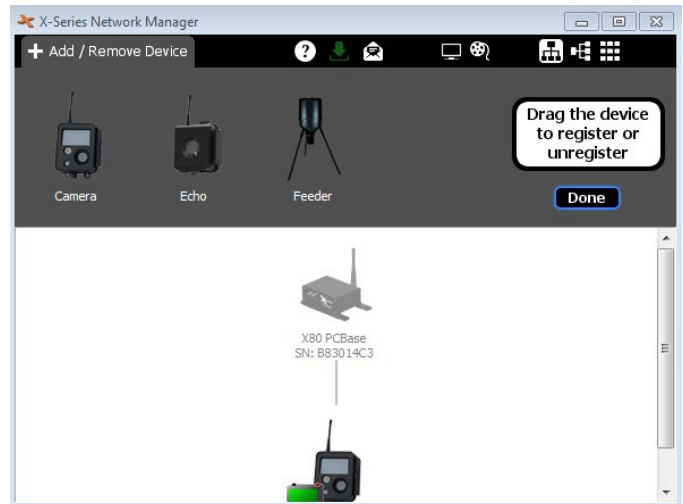 X-Series Network Manager
+ Add / Remove Device
?
Camera
Echo
Feeder
Drag the device
to register or
unregister
Done
X80 PCBase
SN: B83014C3